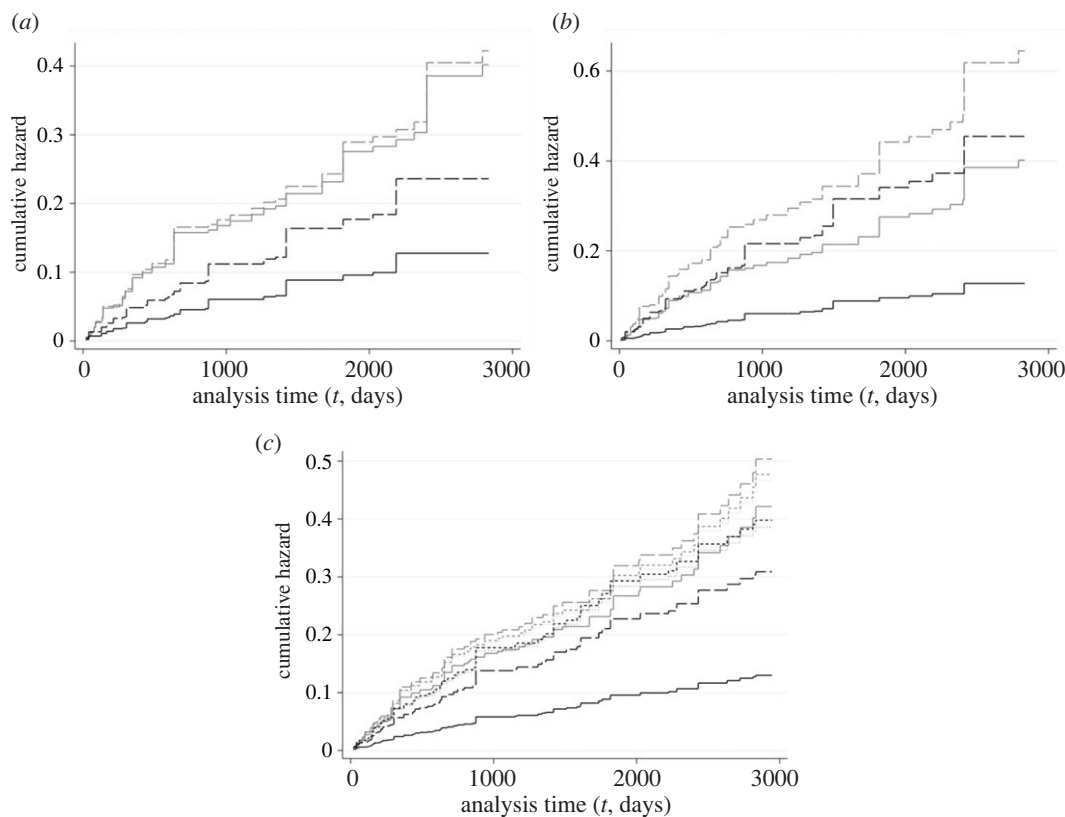 (a)
0.4
0.3
0.2
0.1
0
cumulative hazard
0 1000 2000 3000
analysis time (t, days)
(b)
0.6
0.4
0.2
0
cumulative hazard
0 1000 2000 3000
analysis time (t, days)
(c)
0.5
0.4
0.3
0.2
0.1
0
cumulative hazard
0 1000 2000 3000
analysis time (t, days)